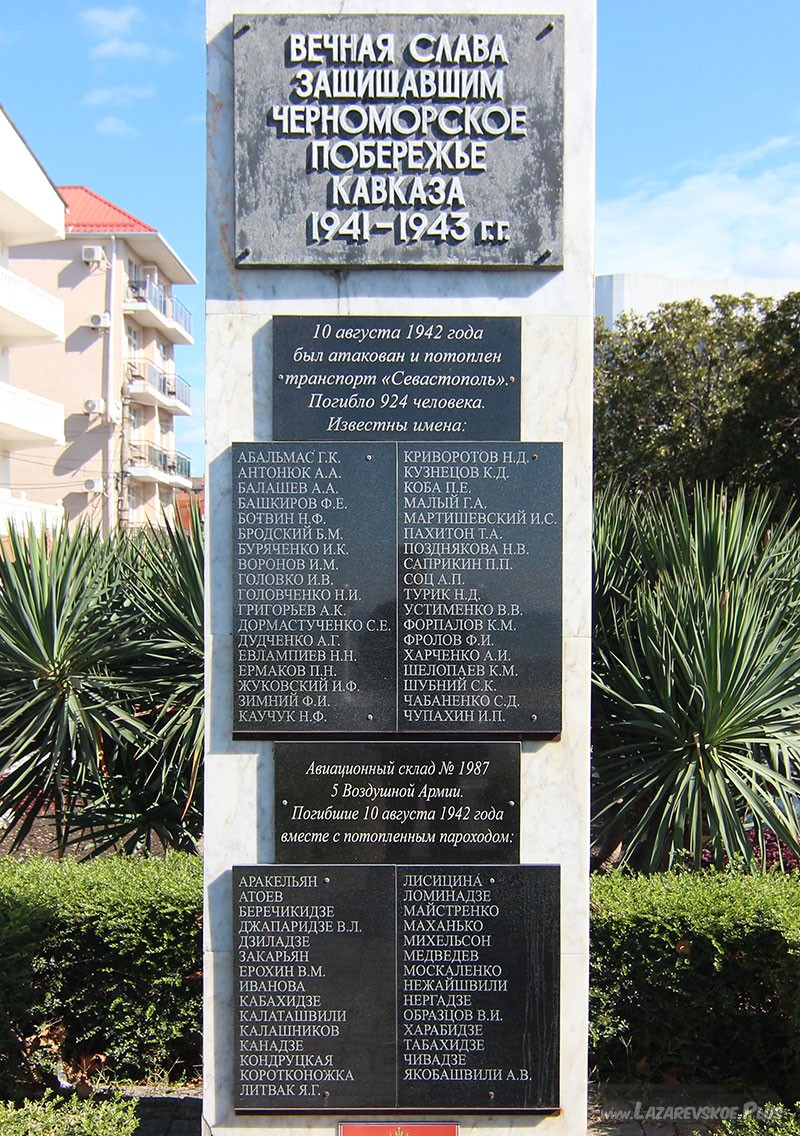 ВЕЧНАЯ СЛАВА
ЗАЩИЩАВШИМ
ЧЕРНОМОРСКОЕ
ПОБЕРЕЖЬЕ
КАВКАЗА
1941-1943 г.г.
10 августа 1942 года
был атакован и потоплен
транспорт «Севастополь».
Погибло 924 человека.
Известны имена:
АБАЛЬМАС Г.К.
АНТОНЮК А.А.
БАЛАШЕВ А.А.
БАШКИРОВ Ф.Е.
БОТВИН Н.Ф.
БРОДСКИЙ Б.М.
БУРЯЧЕНКО И.К.
ВОРОНОВ И.М.
ГОЛОВКО И.В.
ГОЛОВЧЕНКО Н.И.
ГРИГОРЬЕВ А.К.
ДОРМАСТУЧЕНКО С.Е.
ДУДЧЕНКО А.Г.
ЕВЛАМПИЕВ Н.Н.
ЕРМАКОВ П.Н.
ЖУКОВСКИЙ И.Ф.
ЗИМНИЙ Ф.И.
КАУЧУК Н.Ф.
КРИВОРОТОВ Н.Д.
КУЗНЕЦОВ К.Д.
КОБА П.Е.
МАЛЫЙ Г.А.
МАРТИШЕВСКИЙ И.С.
ПАХИТОН Т.А.
ПОЗДНЯКОВА Н.В.
САПРИКИН П.П.
СОЦ А.П.
ТУРИК Н.Д.
УСТИМЕНКО В.В.
ФОРПАЛОВ К.М.
ФРОЛОВ Ф.И.
ХАРЧЕНКО А.И.
ШЕЛОПАЕВ К.М.
ШУБНИЙ С.К.
ЧАБАНЕНКО С.Д.
ЧУПАХИН И.П.
Авиационный склад № 1987
5 Воздушной Армии.
Погибшие 10 августа 1942 года
вместе с потопленным пароходом:
АРАКЕЛЬЯН
АТОЕВ
БЕРЕЧИКИДЗЕ
ДЖАПАРИДЗЕ В.Л.
ДЗИЛАДЗЕ
ЗАКАРЬЯН
ЕРОХИН В.М.
ИВАНОВА
КАБАХИДЗЕ
КАЛАТАШВИЛИ
КАЛАШНИКОВ
КАНАДЗЕ
КОНДРУЦКАЯ
КОРОТКОНОЖКА
ЛИТВАК Я.Г.
ЛИСИЦИНА
ЛОМИНАДЗЕ
МАЙСТРЕНКО
МАХАНЬКО
МИХЕЛЬСОН
МЕДВЕДЕВ
МОСКАЛЕНКО
НЕЖАЙШВИЛИ
НЕРГАДЗЕ
ОБРАЗЦОВ В.И.
ХАРАБИДЗЕ
ТАБАХИДЗЕ
ЧИВАДЗЕ
ЯКОБАШВИЛИ А.В.
www.Lazarevskoe.Plus